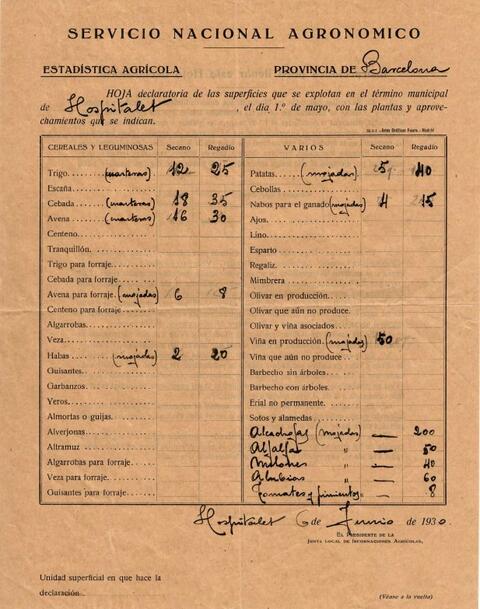 SERVICIO NACIONAL AGRONOMICO
ESTADÍSTICA AGRÍCOLA PROVINCIA DE Barcelona
HOJA declaratoria de las superficies que se explotan en el término municipal
de Hospitalet, el día 1.º de mayo, con las plantas y aprove-
chamientos que se indican.
CEREALES Y LEGUMINOSAS Secano Regadío
Trigo (cuarteras) 12 25
Escaña
Cebada (cuarteras) 18 35
Avena (cuarteras) 16 30
Centeno
Tranquillón
Trigo para forraje
Cebada para forraje
Avena para forraje (mojadas) 6 8
Centeno para forraje
Algarrobas
Veza
Habas (mojadas) 2 20
Guisantes
Garbanzos
Yeros
Almortas o guijas
Alverjonas
Altramuz
Algarrobas para forraje
Veza para forraje
Guisantes para forraje
VARIOS Secano Regadío
Patatas (mojadas) 5 40
Cebollas
Nabos para el ganado (mojadas) 4 15
Ajos
Lino
Esparto
Regaliz
Mimbrera
Olivar en producción
Olivar que aún no produce
Olivar y viña asociados
Viña en producción (mojadas) 50
Viña que aún no produce
Barbecho sin árboles
Barbecho con árboles
Erial no permanente
Sotos y alamedas
Alcachofas (mojadas) — 200
Alfalfa " — 50
Melones " — 40
Alubias " — 60
Tomates y pimientos — 8
Hospitalet 6 de Junio de 1930.
EL PRESIDENTE DE LA
JUNTA LOCAL DE INFORMACIONES AGRÍCOLAS,
Unidad superficial en que hace la
declaración
(Véase a la vuelta)